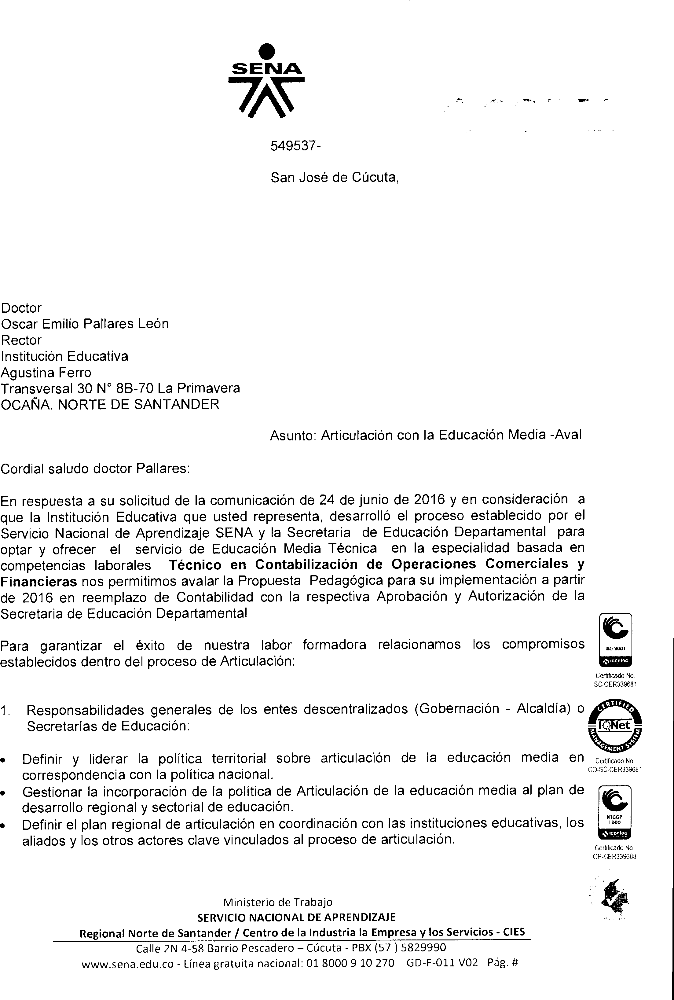 SENA
549537-
San José de Cúcuta,
Doctor
Oscar Emilio Pallares León
Rector
Institución Educativa
Agustina Ferro
Transversal 30 N° 8B-70 La Primavera
OCAÑA. NORTE DE SANTANDER
Asunto: Articulación con la Educación Media -Aval
Cordial saludo doctor Pallares:
En respuesta a su solicitud de la comunicación de 24 de junio de 2016 y en consideración a
que la Institución Educativa que usted representa, desarrolló el proceso establecido por el
Servicio Nacional de Aprendizaje SENA y la Secretaría de Educación Departamental para
optar y ofrecer el servicio de Educación Media Técnica en la especialidad basada en
competencias laborales Técnico en Contabilización de Operaciones Comerciales y
Financieras nos permitimos avalar la Propuesta Pedagógica para su implementación a partir
de 2016 en reemplazo de Contabilidad con la respectiva Aprobación y Autorización de la
Secretaria de Educación Departamental
Para garantizar el éxito de nuestra labor formadora relacionamos los compromisos
establecidos dentro del proceso de Articulación:
ISO 9001
icontec
Certificado No.
SC-CER339681
1. Responsabilidades generales de los entes descentralizados (Gobernación - Alcaldía) o
Secretarías de Educación:
CERTIFIED
IQNet
MANAGEMENT SYSTEM
Certificado No
CO-SC-CER339681
• Definir y liderar la política territorial sobre articulación de la educación media en
correspondencia con la política nacional.
• Gestionar la incorporación de la política de Articulación de la educación media al plan de
desarrollo regional y sectorial de educación.
• Definir el plan regional de articulación en coordinación con las instituciones educativas, los
aliados y los otros actores clave vinculados al proceso de articulación.
NTCGP
1000
icontec
Certificado No
GP-CER339688
Ministerio de Trabajo
SERVICIO NACIONAL DE APRENDIZAJE
Regional Norte de Santander / Centro de la Industria la Empresa y los Servicios - CIES
Calle 2N 4-58 Barrio Pescadero – Cúcuta - PBX (57 ) 5829990
www.sena.edu.co - Línea gratuita nacional: 01 8000 9 10 270 GD-F-011 V02 Pág. #